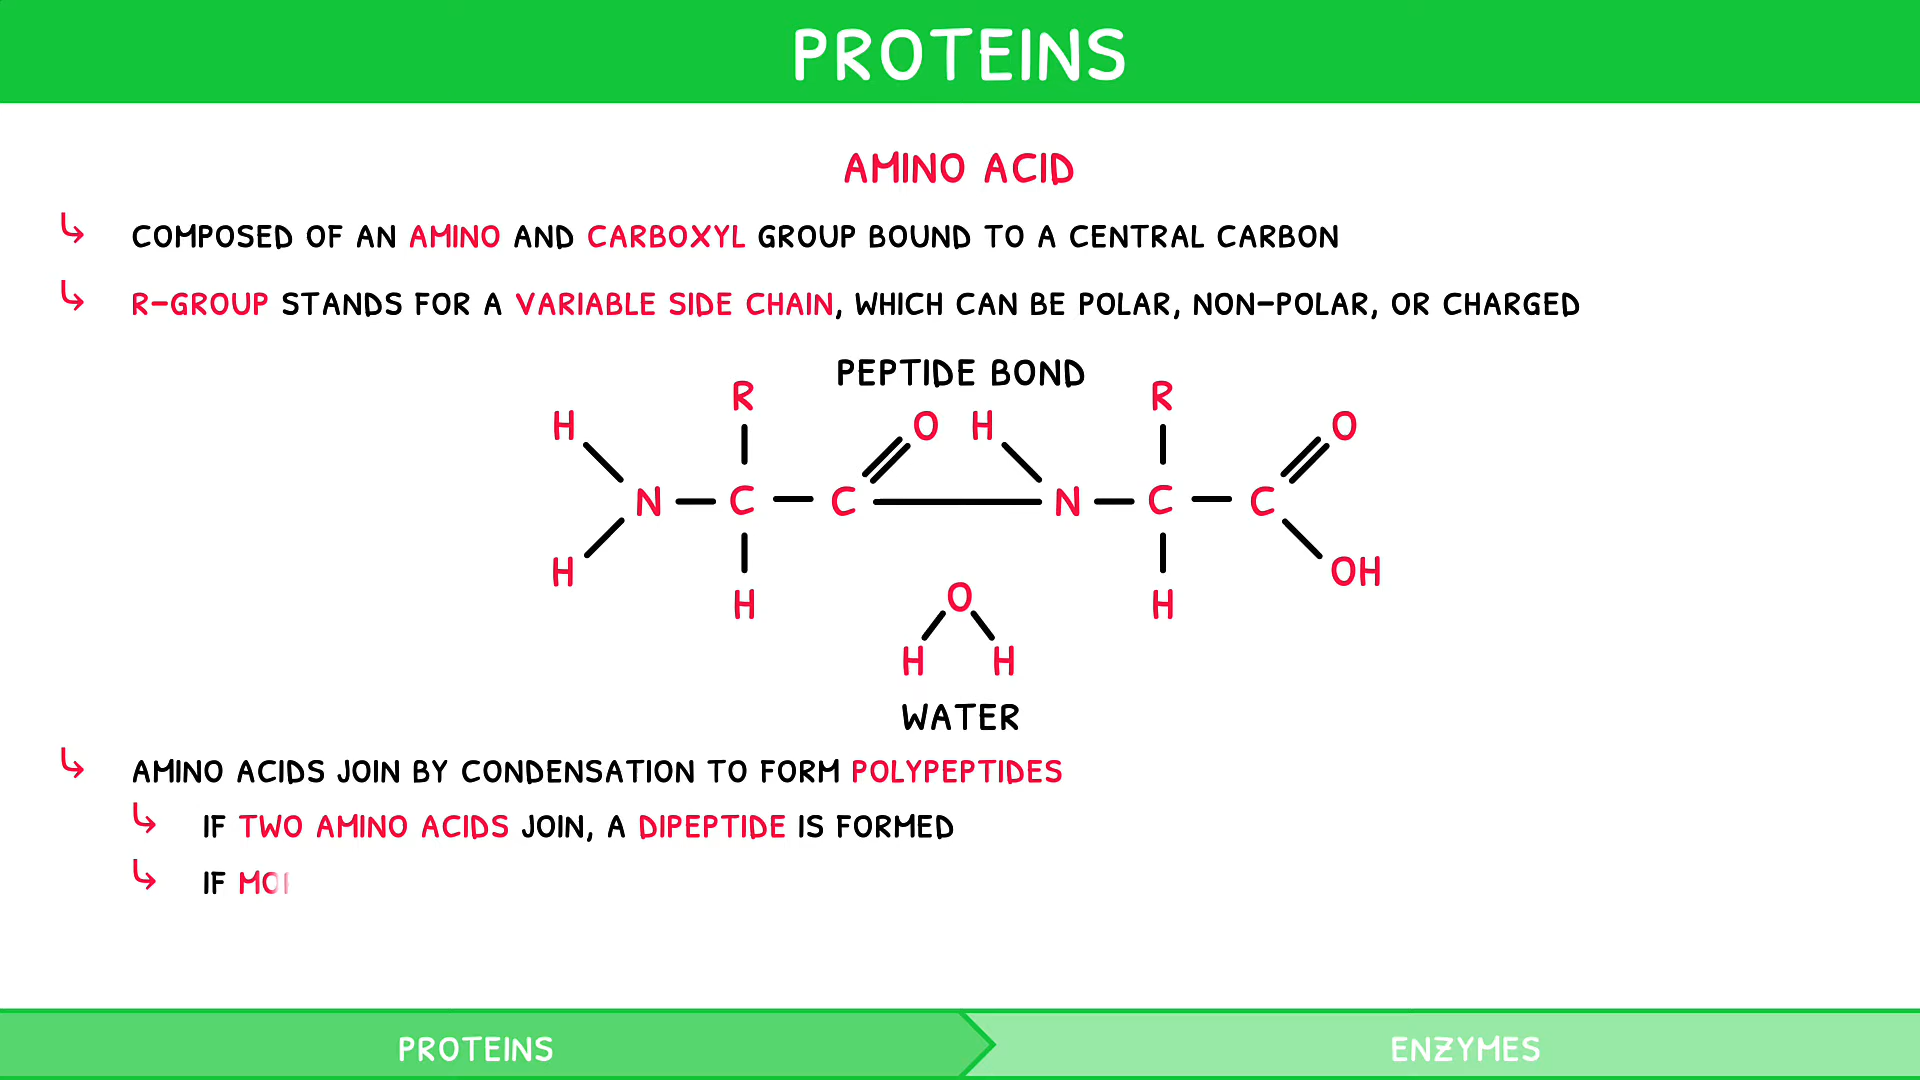 PROTEINS
AMINO ACID
COMPOSED OF AN AMINO AND CARBOXYL GROUP BOUND TO A CENTRAL CARBON
R-GROUP STANDS FOR A VARIABLE SIDE CHAIN, WHICH CAN BE POLAR, NON-POLAR, OR CHARGED
PEPTIDE BOND
R R
H O H O
N C C N C C
H OH
H H
O
H H
WATER
AMINO ACIDS JOIN BY CONDENSATION TO FORM POLYPEPTIDES
IF TWO AMINO ACIDS JOIN, A DIPEPTIDE IS FORMED
IF
PROTEINS ENZYMES